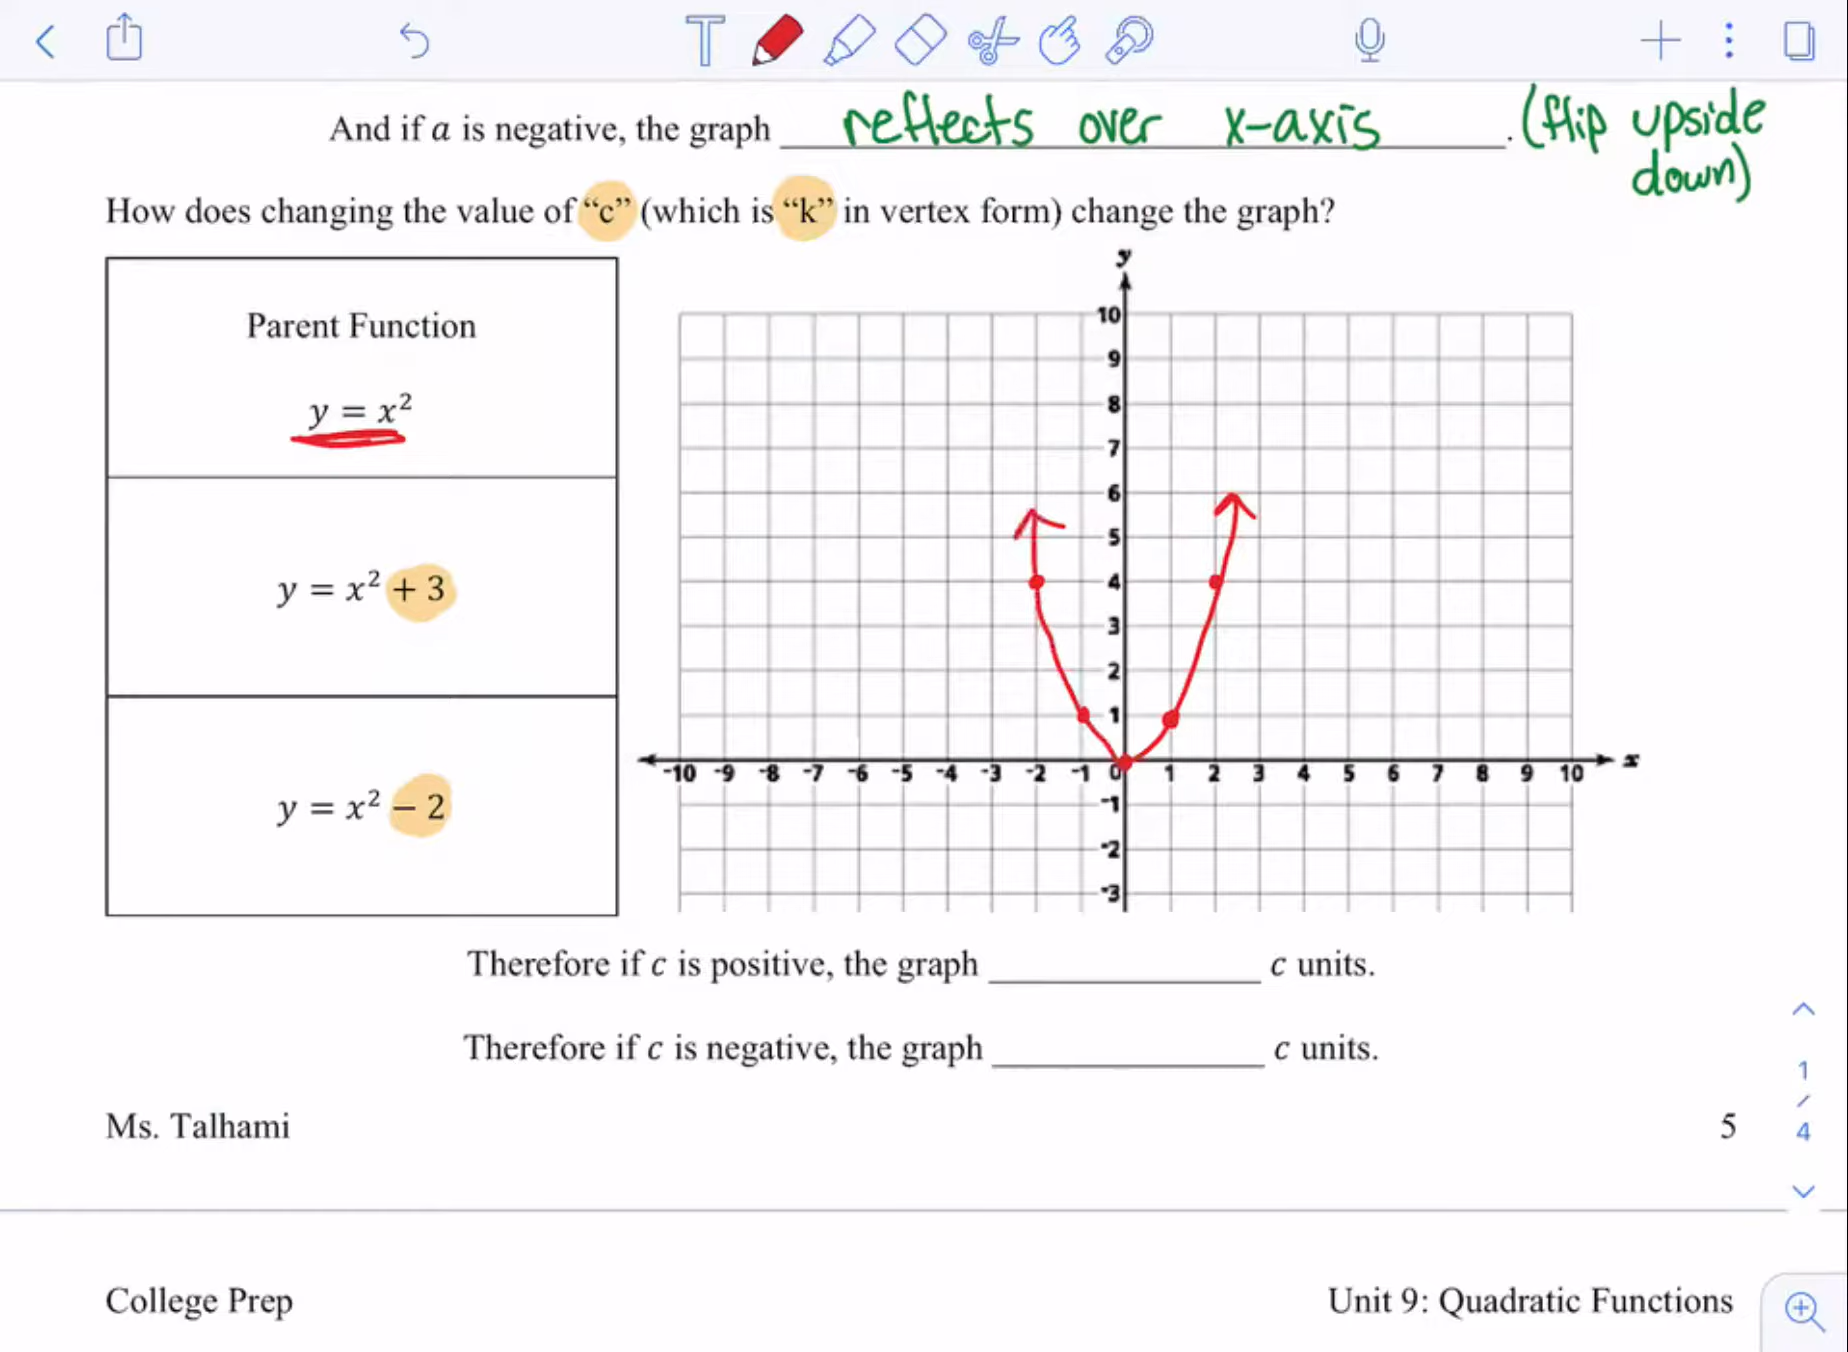 And if a is negative, the graph reflects over x-axis. (flip upside
down)
How does changing the value of “c” (which is “k” in vertex form) change the graph?
Parent Function
y = x²
y = x² + 3
y = x² – 2
y
10
9
8
7
6
5
4
3
2
1
-10 -9 -8 -7 -6 -5 -4 -3 -2 -1 0 1 2 3 4 5 6 7 8 9 10 x
-1
-2
-3
Therefore if c is positive, the graph ______________ c units.
Therefore if c is negative, the graph ______________ c units.
Ms. Talhami
5
1
/
4
College Prep
Unit 9: Quadratic Functions